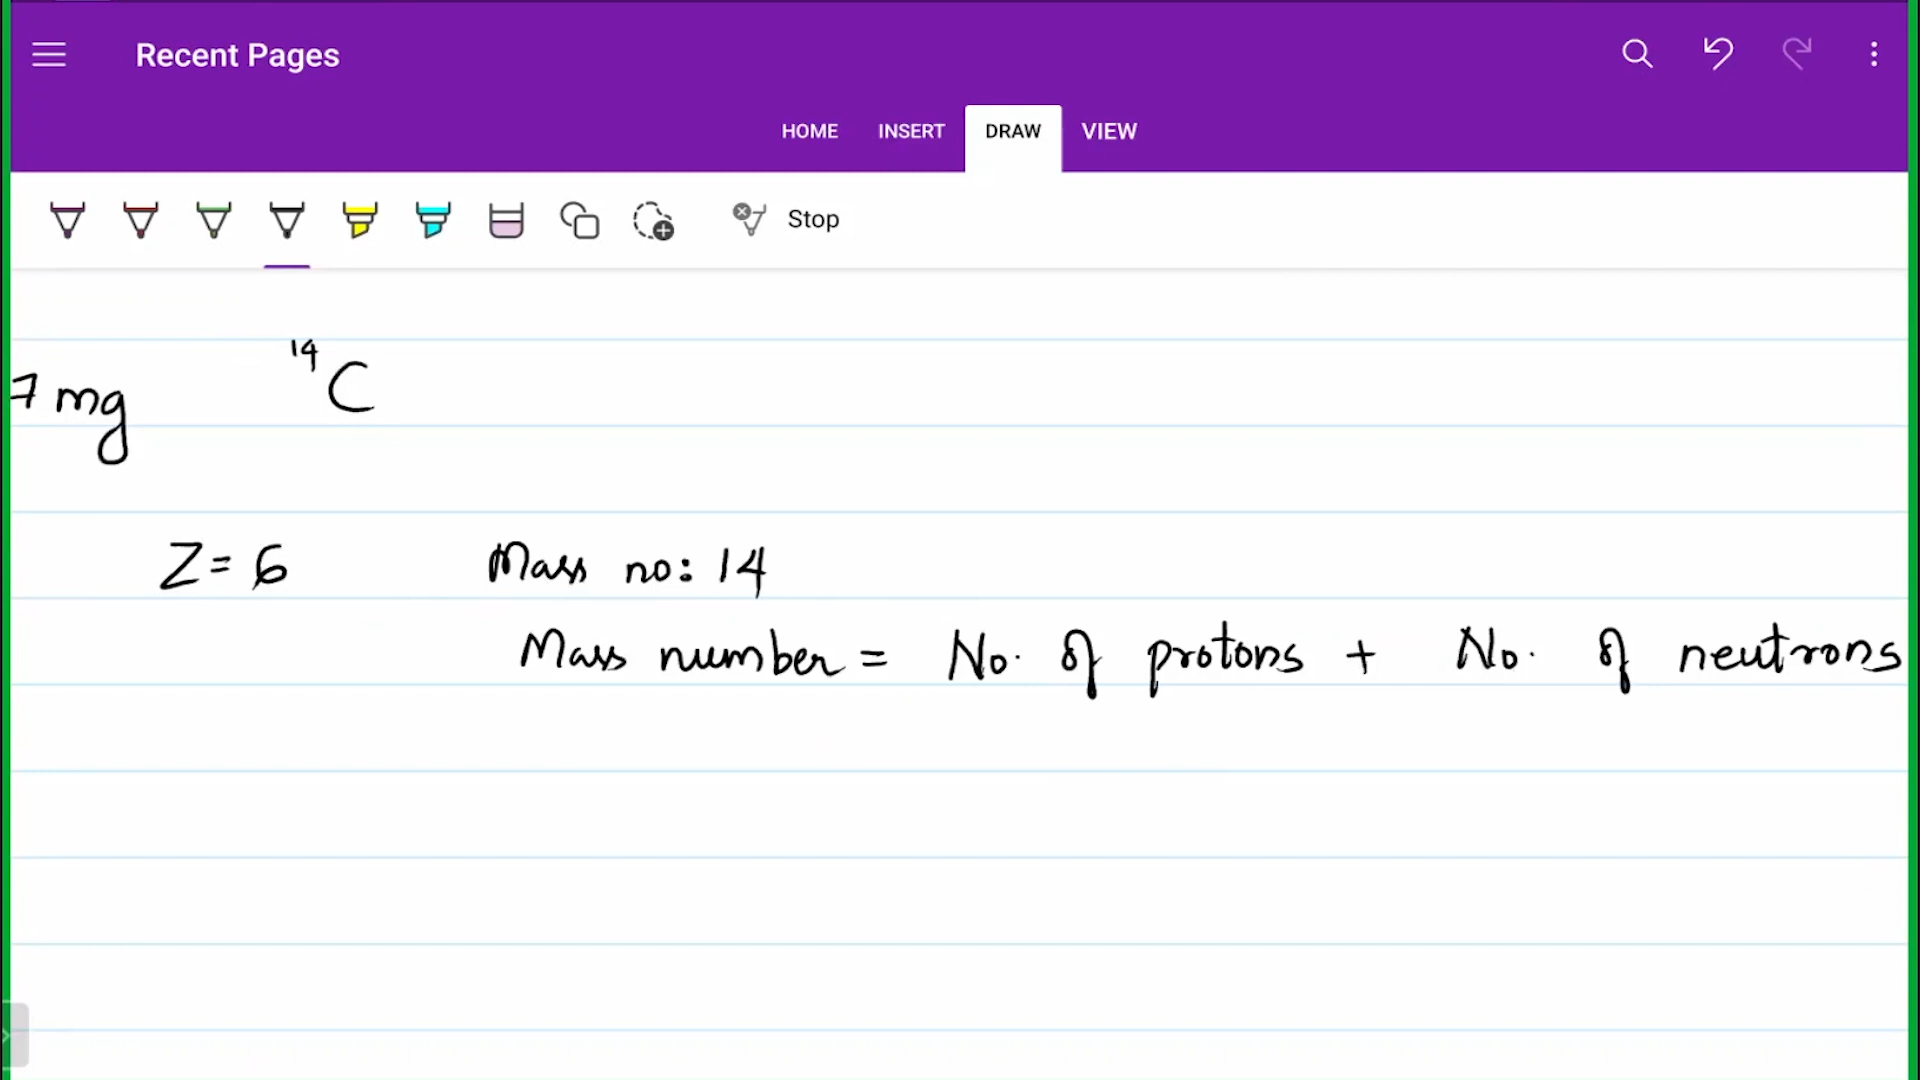 Recent Pages
HOME INSERT DRAW VIEW
Stop
7 mg ¹⁴C
Z = 6 Mass no: 14
Mass number = No. of protons + No. of neutrons